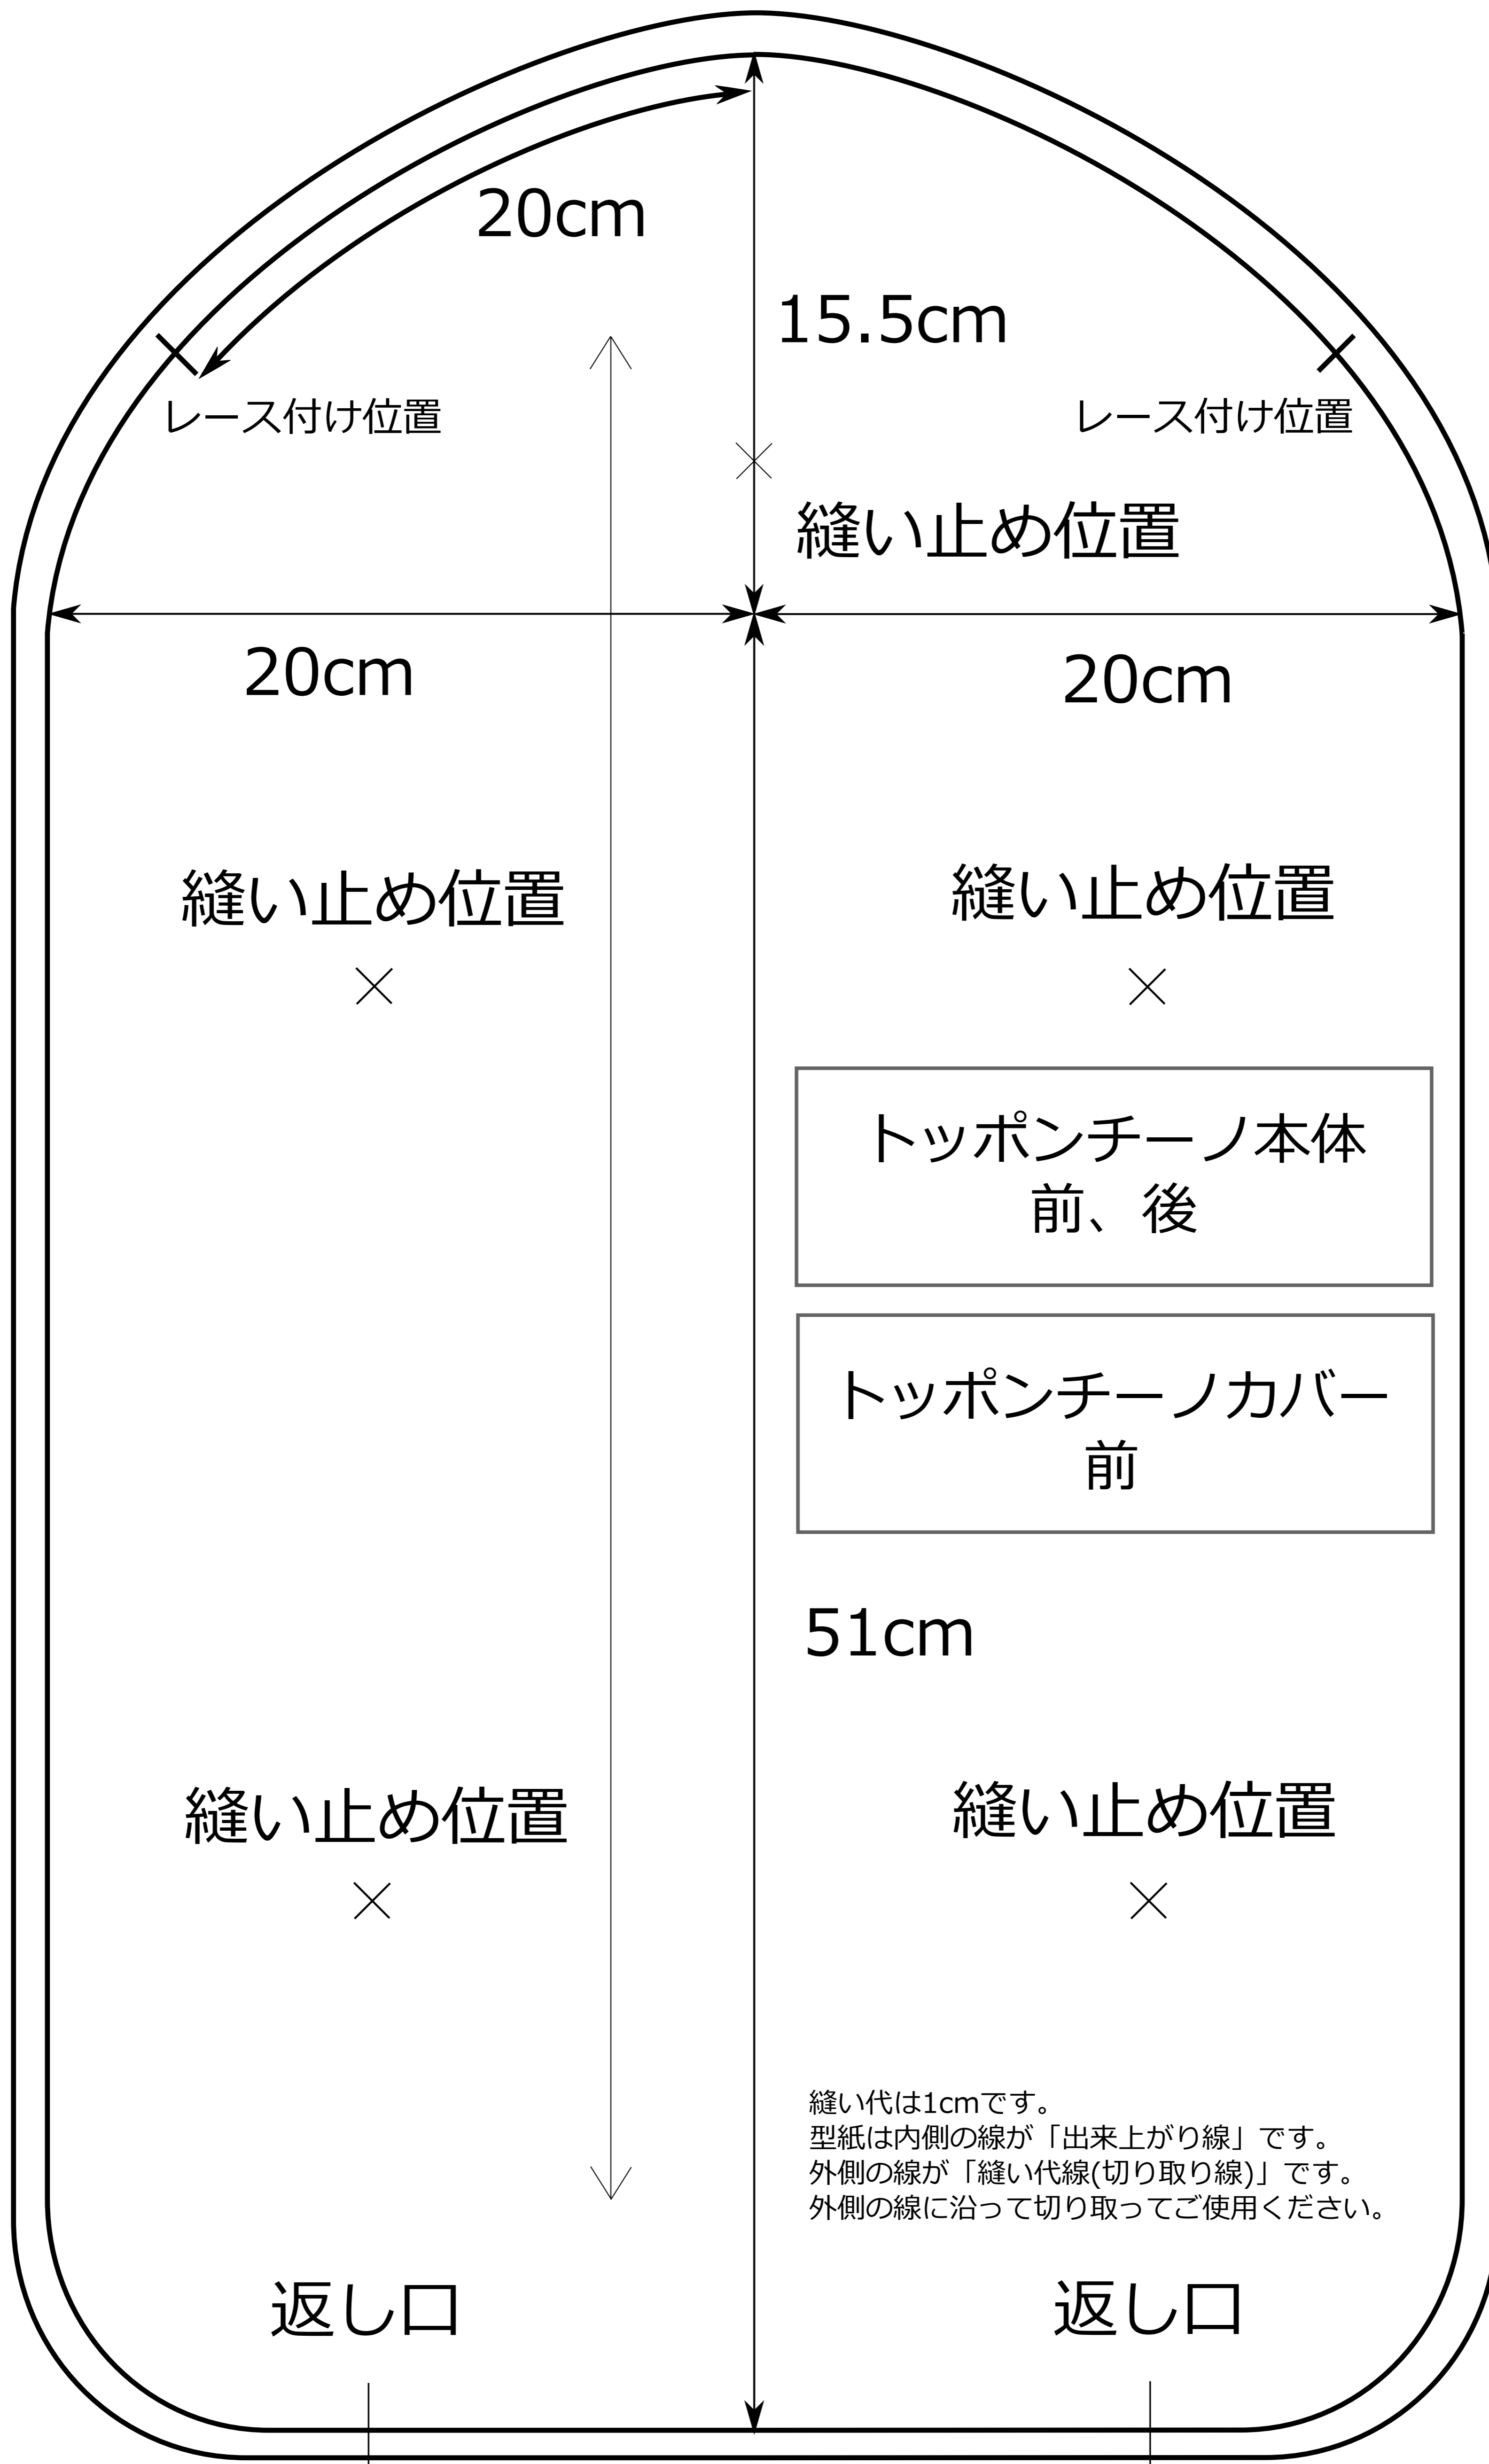 20cm
15.5cm
レース付け位置
レース付け位置
縫い止め位置
20cm
20cm
縫い止め位置
縫い止め位置
トッポンチーノ本体
前、後
トッポンチーノカバー
前
51cm
縫い止め位置
縫い止め位置
縫い代は1cmです。
型紙は内側の線が「出来上がり線」です。
外側の線が「縫い代線(切り取り線)」です。
外側の線に沿って切り取ってご使用ください。
返し口
返し口